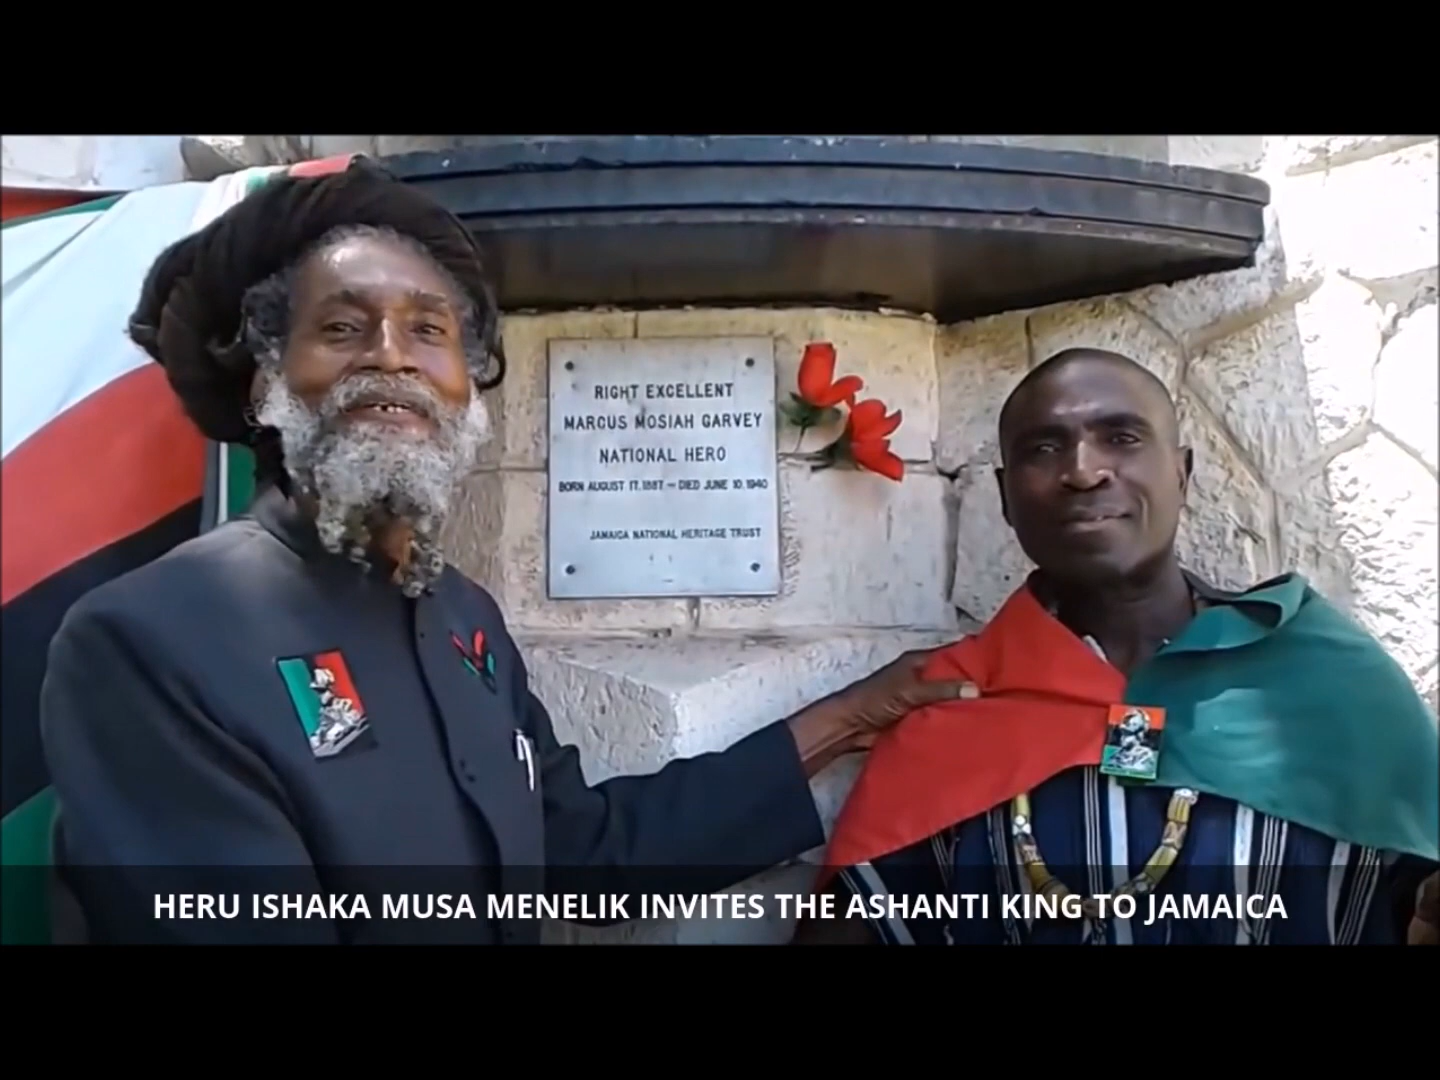 RIGHT EXCELLENT
MARCUS MOSIAH GARVEY
NATIONAL HERO
BORN AUGUST 17, 1887 — DIED JUNE 10, 1940
JAMAICA NATIONAL HERITAGE TRUST
HERU ISHAKA MUSA MENELIK INVITES THE ASHANTI KING TO JAMAICA